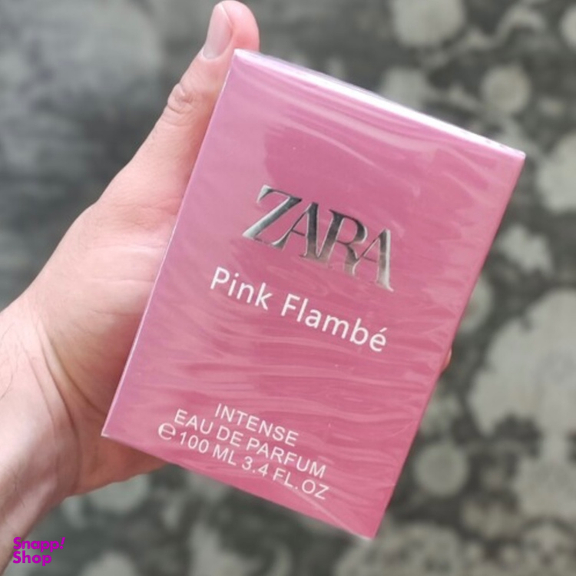 ZARA
Pink Flambé
INTENSE
EAU DE PARFUM
℮100 ML 3.4 FL.OZ
Snapp!
Shop